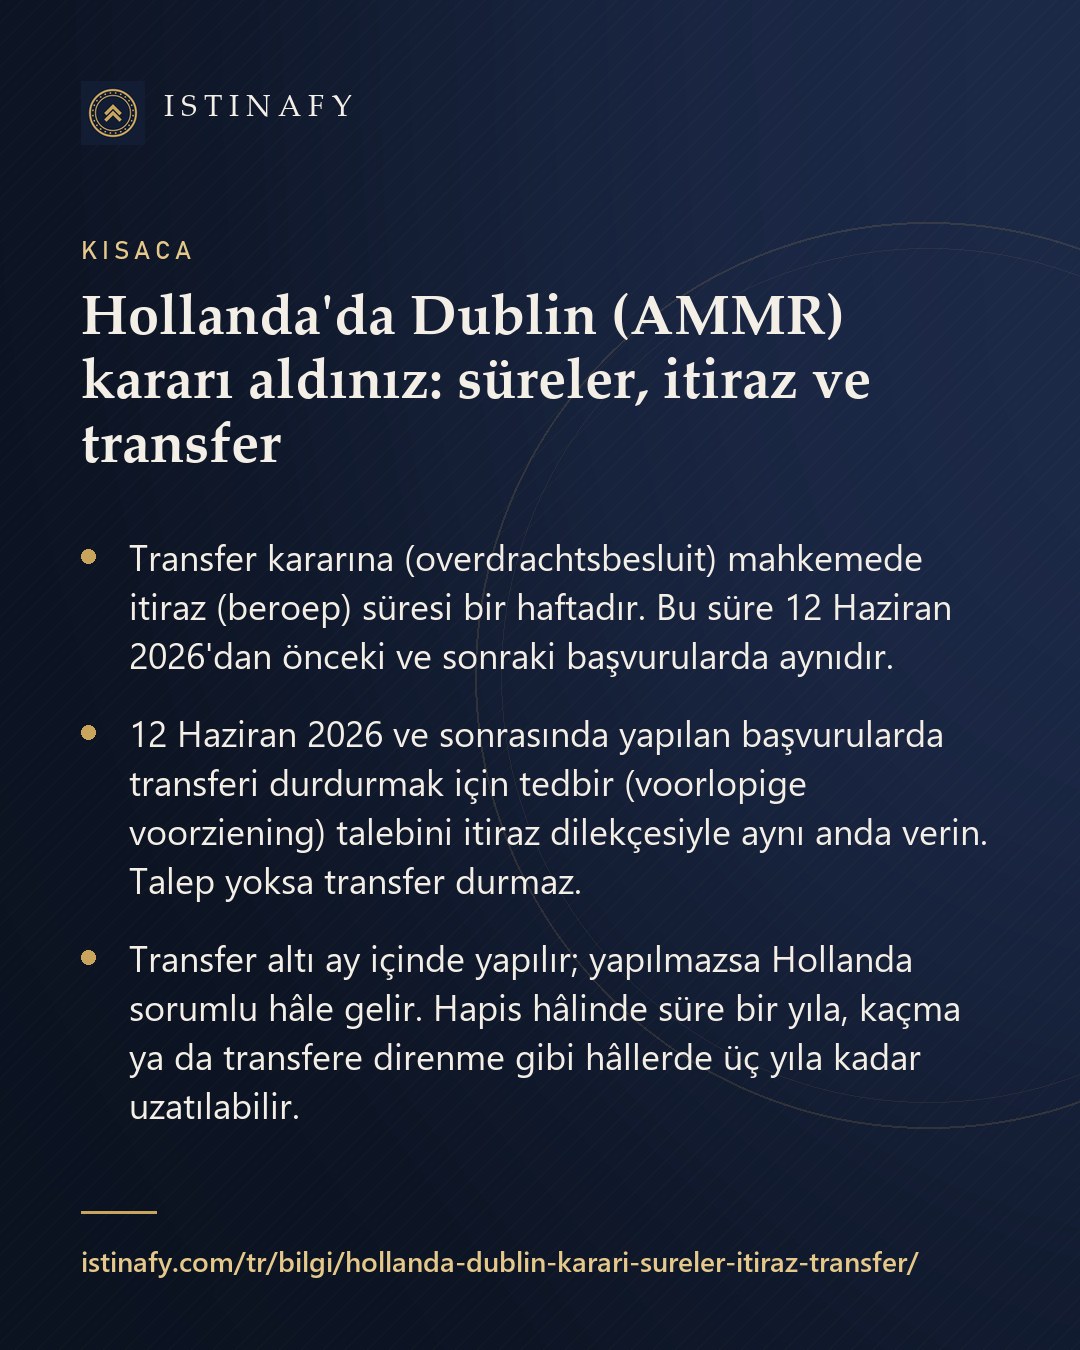 ISTINAFY
KISACA
Hollanda'da Dublin (AMMR)
kararı aldınız: süreler, itiraz ve
transfer
Transfer kararına (overdrachtsbesluit) mahkemede
itiraz (beroep) süresi bir haftadır. Bu süre 12 Haziran
2026'dan önceki ve sonraki başvurularda aynıdır.
12 Haziran 2026 ve sonrasında yapılan başvurularda
transferi durdurmak için tedbir (voorlopige
voorziening) talebini itiraz dilekçesiyle aynı anda verin.
Talep yoksa transfer durmaz.
Transfer altı ay içinde yapılır; yapılmazsa Hollanda
sorumlu hâle gelir. Hapis hâlinde süre bir yıla, kaçma
ya da transfere direnme gibi hâllerde üç yıla kadar
uzatılabilir.
istinafy.com/tr/bilgi/hollanda-dublin-karari-sureler-itiraz-transfer/